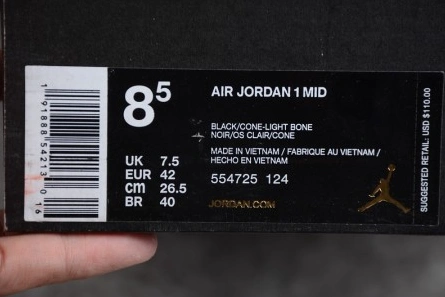 8⁵
AIR JORDAN 1 MID
BLACK/CONE-LIGHT BONE
NOIR/OS CLAIR/CONE
UK 7.5
EUR 42
cm 26.5
BR 40
MADE IN VIETNAM / FABRIQUE AU VIETNAM /
HECHO EN VIETNAM
554725 124
JORDAN.COM
SUGGESTED RETAIL: USD $110.00